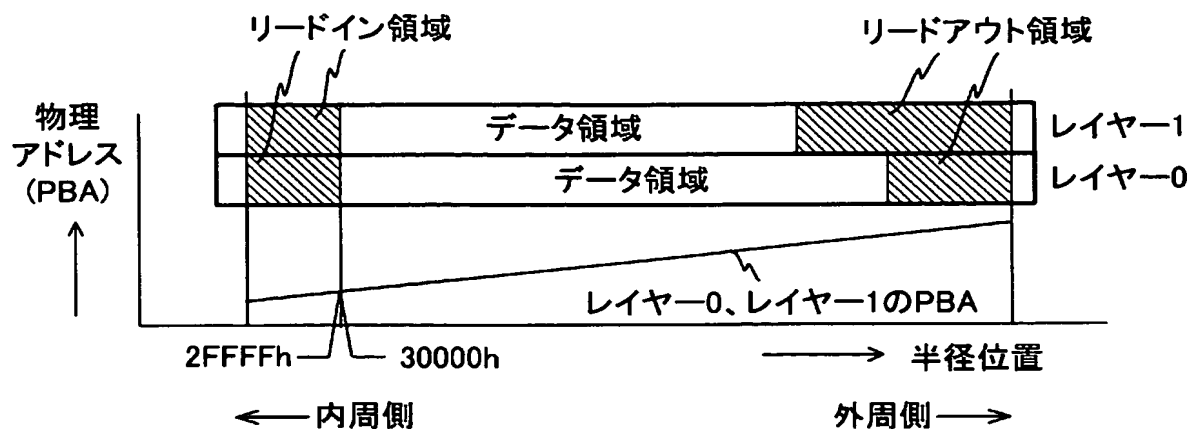 リードイン領域
リードアウト領域
物理
アドレス
(PBA)
データ領域
レイヤー1
データ領域
レイヤー0
レイヤー0、レイヤー1のPBA
2FFFFh
30000h
半径位置
内周側
外周側